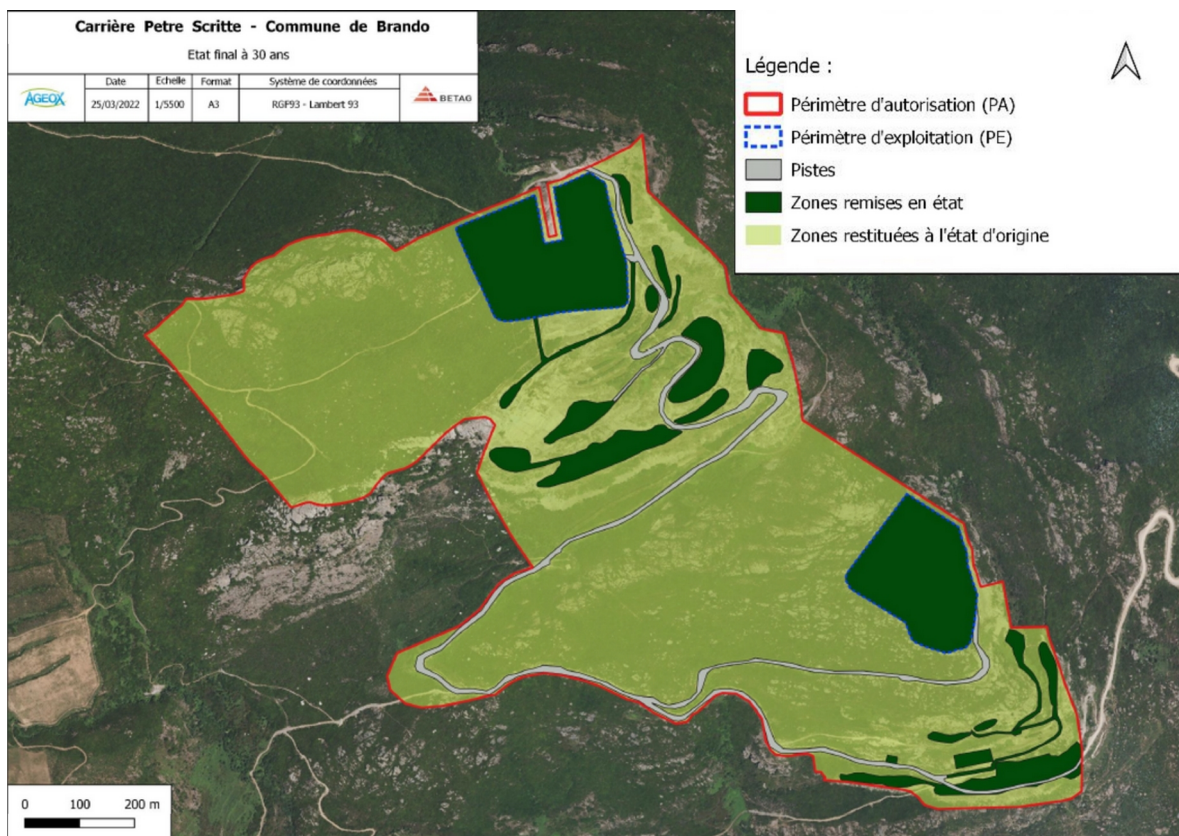 Carrière Petre Scritte - Commune de Brando
Etat final à 30 ans
AGEOX
Date
Echelle
Format
Système de coordonnées
BETAG
25/03/2022
1/5500
A3
RGF93 - Lambert 93
Légende :
Périmètre d'autorisation (PA)
Périmètre d'exploitation (PE)
Pistes
Zones remises en état
Zones restituées à l'état d'origine
0 100 200 m